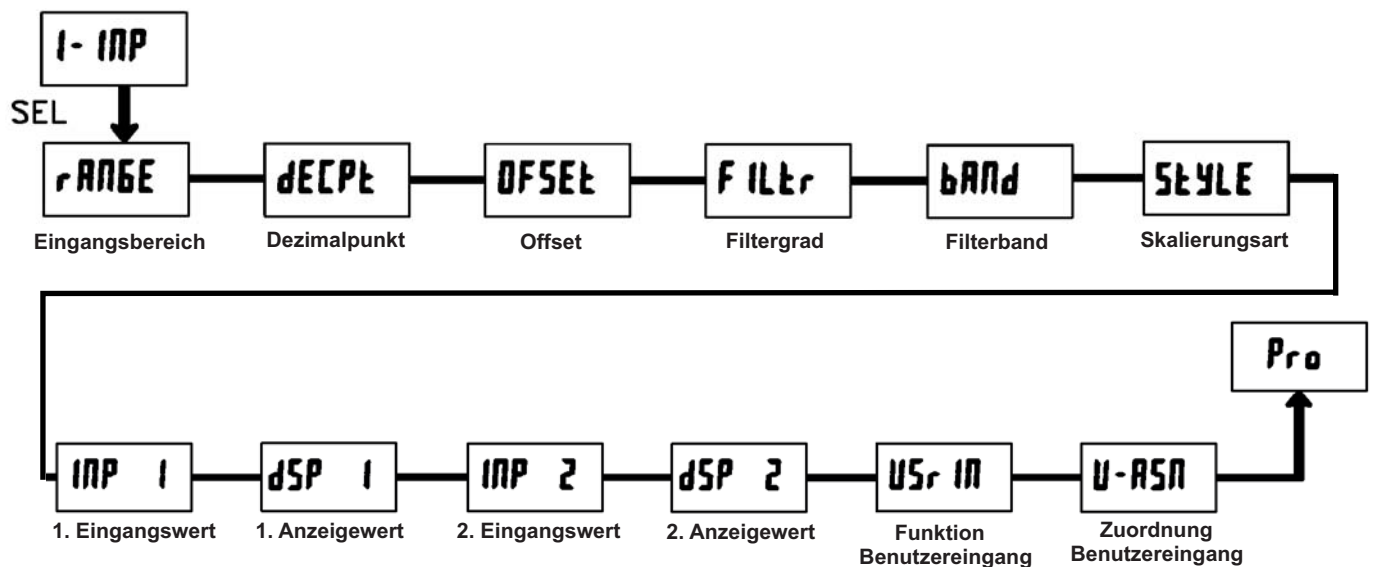 1-INP
SEL
rANGE
dECPt
OFSEt
FILtr
bANd
StYLE
Eingangsbereich
Dezimalpunkt
Offset
Filtergrad
Filterband
Skalierungsart
Pro
INP 1
dSP 1
INP 2
dSP 2
USr IN
U-ASN
1. Eingangswert
1. Anzeigewert
2. Eingangswert
2. Anzeigewert
Funktion
Benutzereingang
Zuordnung
Benutzereingang